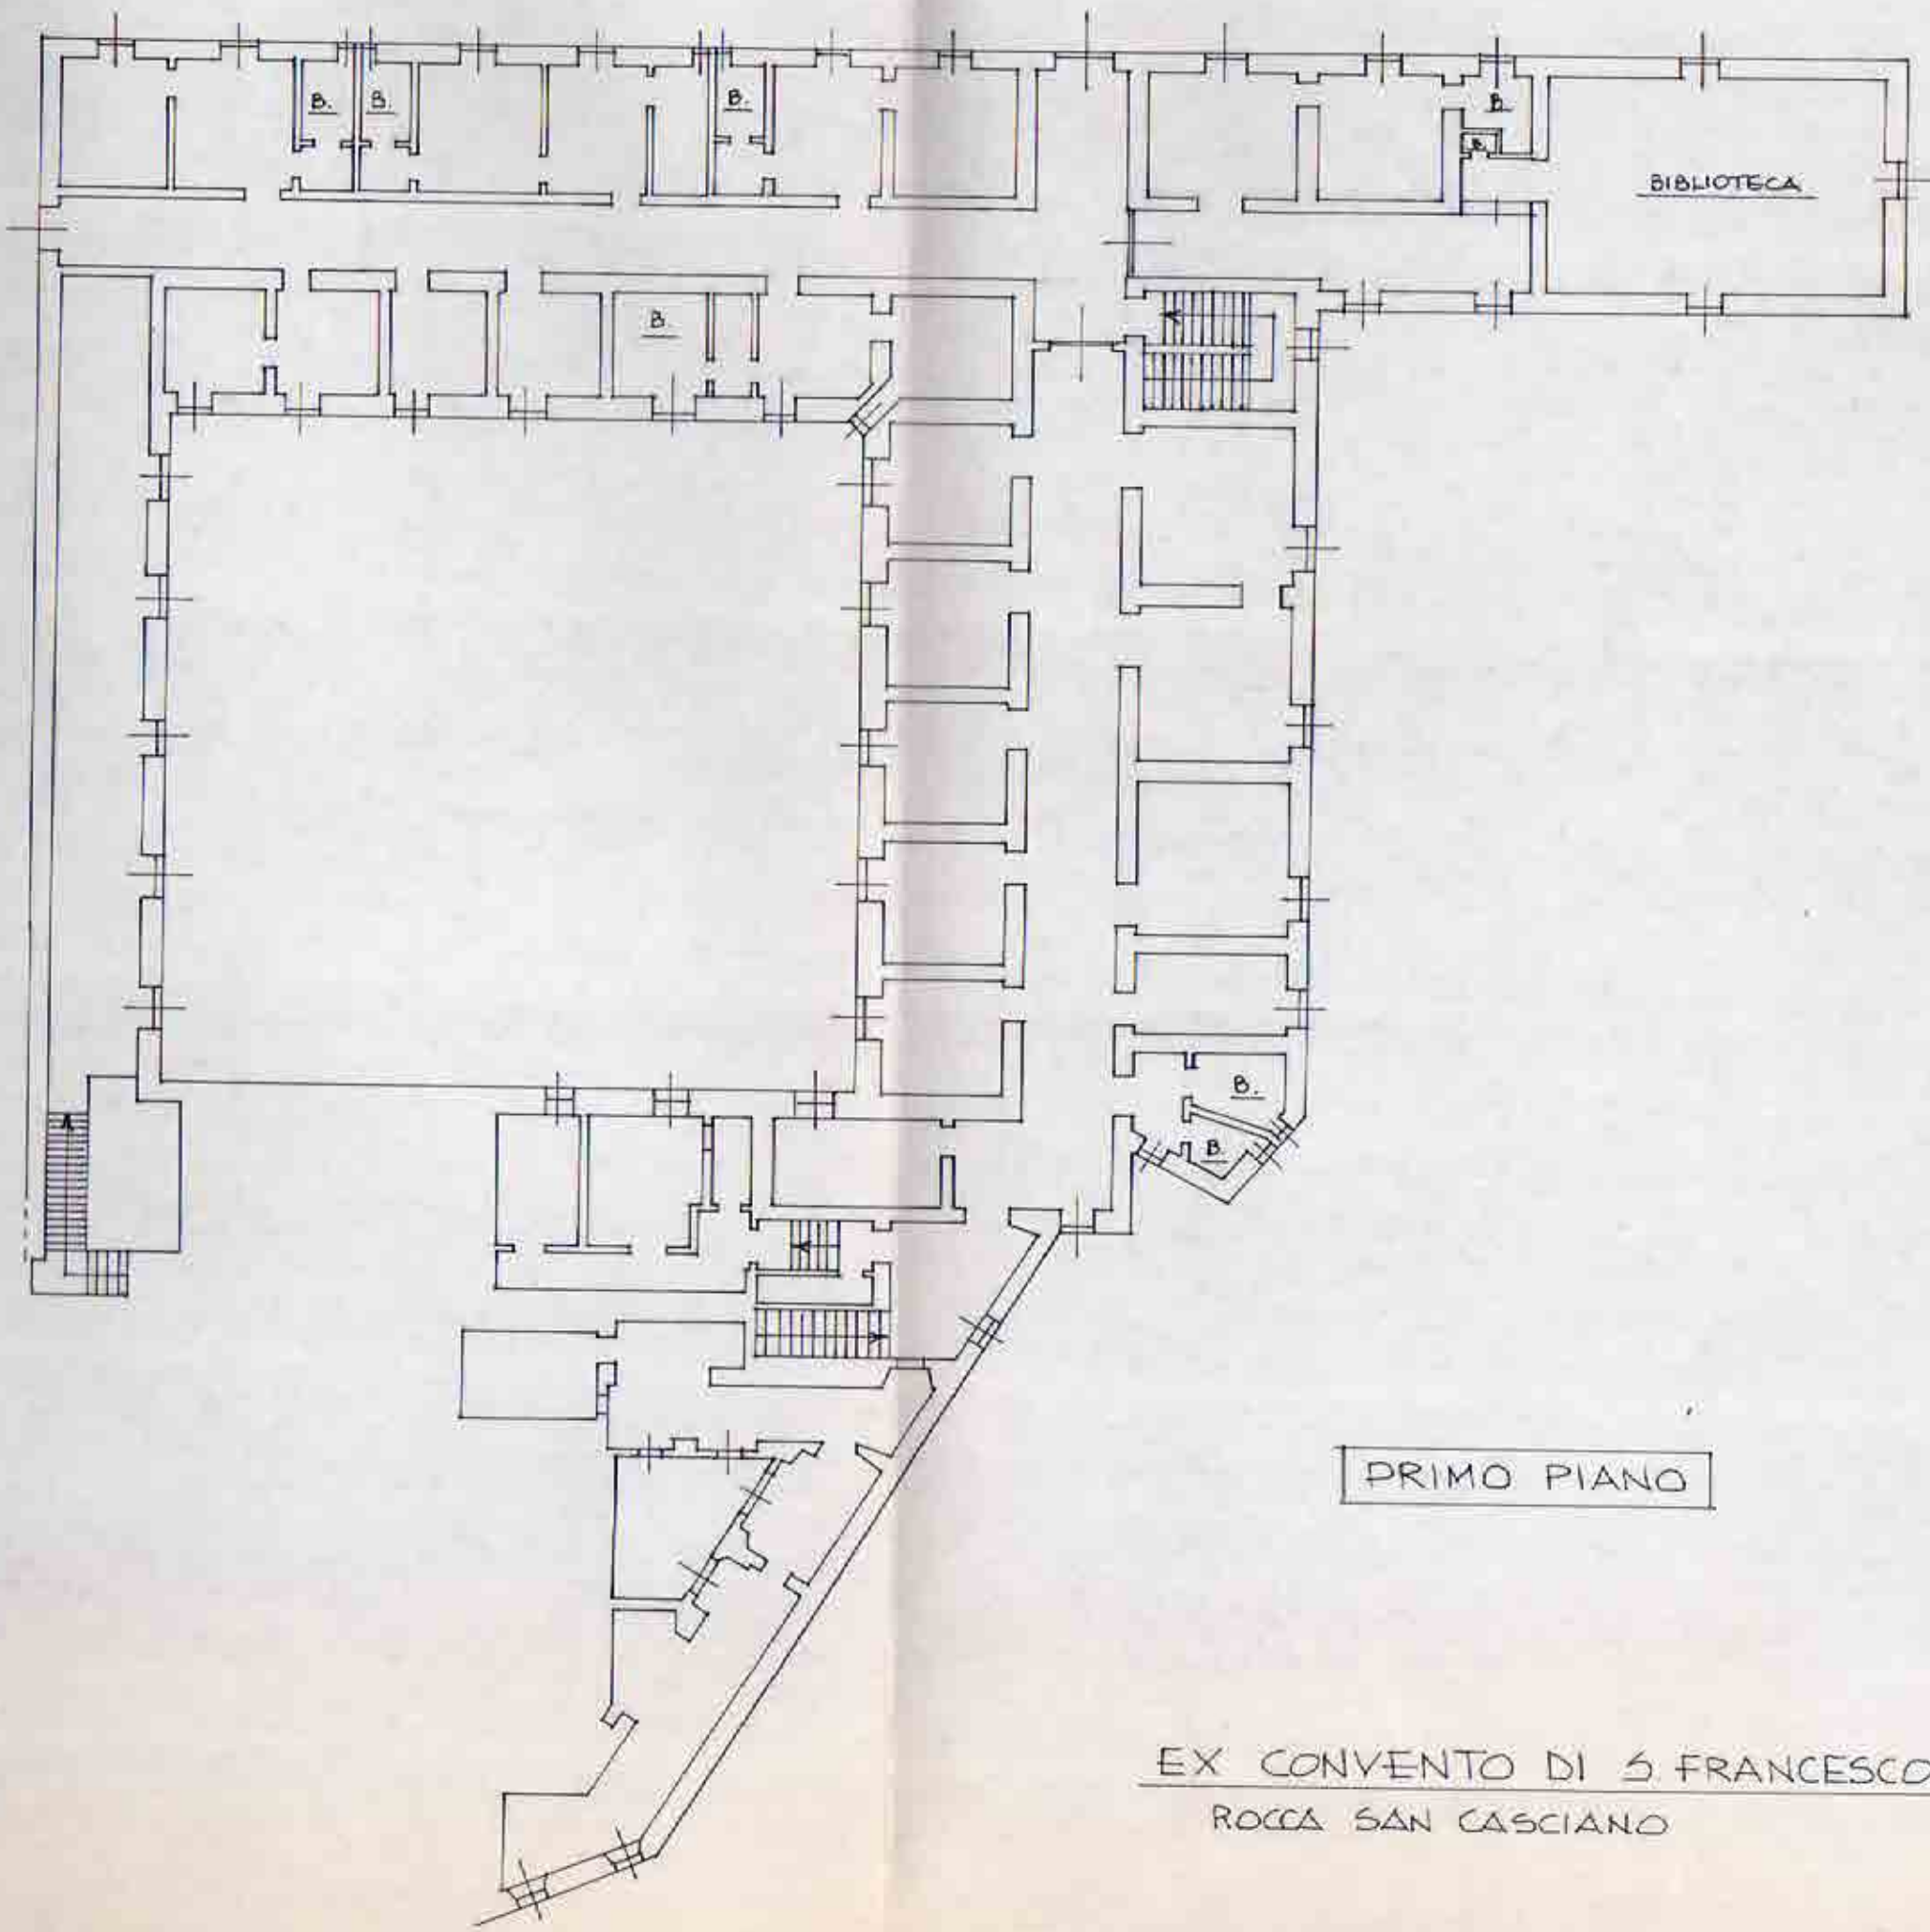 B.
B.
B.
B.
B.
BIBLIOTECA
B.
B.
B.
PRIMO PIANO
EX CONVENTO DI S. FRANCESCO
ROCCA SAN CASCIANO